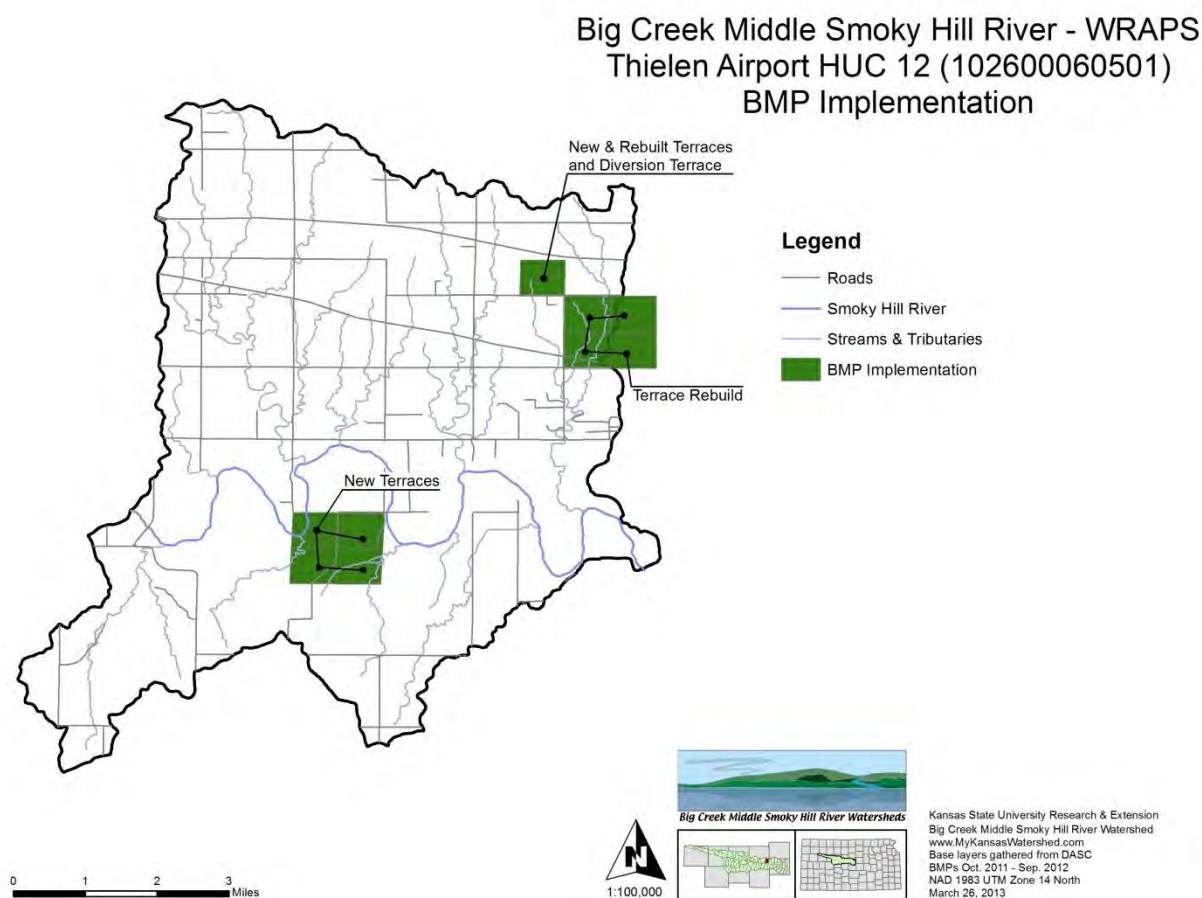 Big Creek Middle Smoky Hill River - WRAPS
Thielen Airport HUC 12 (102600060501)
BMP Implementation
New & Rebuilt Terraces
and Diversion Terrace
Legend
Roads
Smoky Hill River
Streams & Tributaries
BMP Implementation
Terrace Rebuild
New Terraces
Big Creek Middle Smoky Hill River Watersheds
N
1:100,000
Kansas State University Research & Extension
Big Creek Middle Smoky Hill River Watershed
www.MyKansasWatershed.com
Base layers gathered from DASC
BMPs Oct. 2011 - Sep. 2012
NAD 1983 UTM Zone 14 North
March 26, 2013
0 1 2 3
Miles